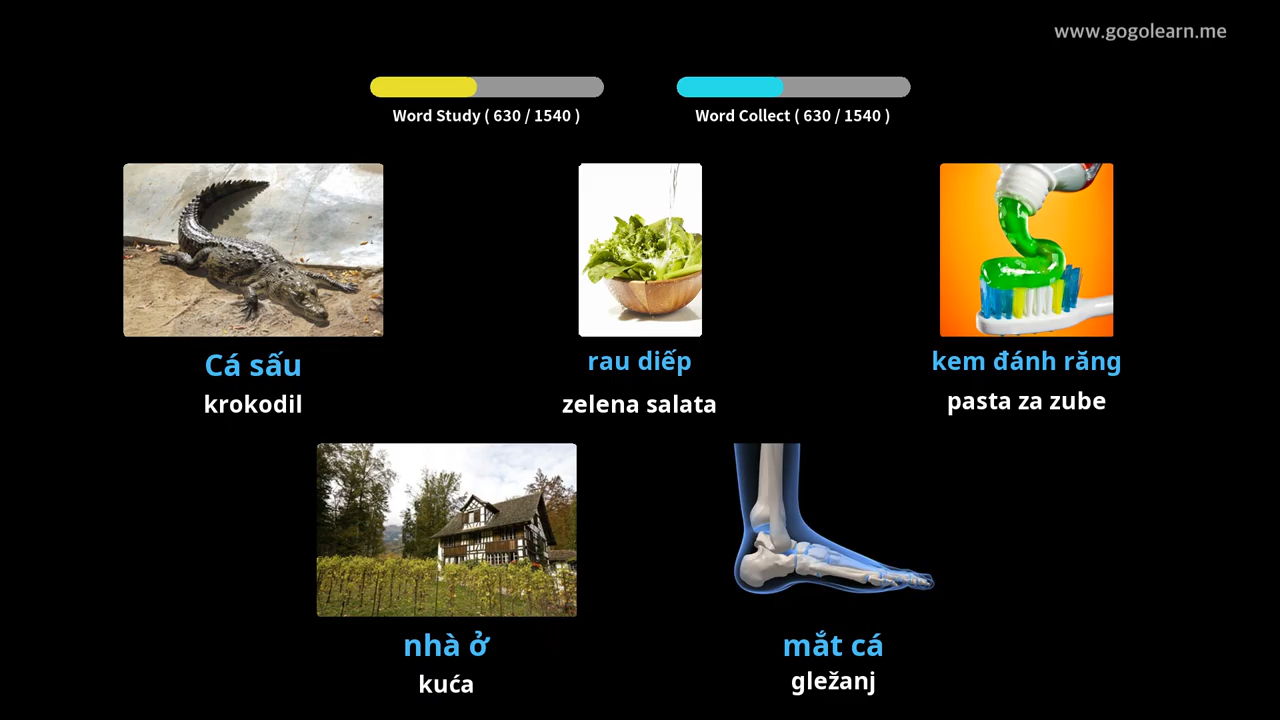 www.gogolearn.me
Word Study ( 630 / 1540 )
Word Collect ( 630 / 1540 )
Cá sấu
krokodil
rau diếp
zelena salata
kem đánh răng
pasta za zube
nhà ở
kuća
mắt cá
gležanj